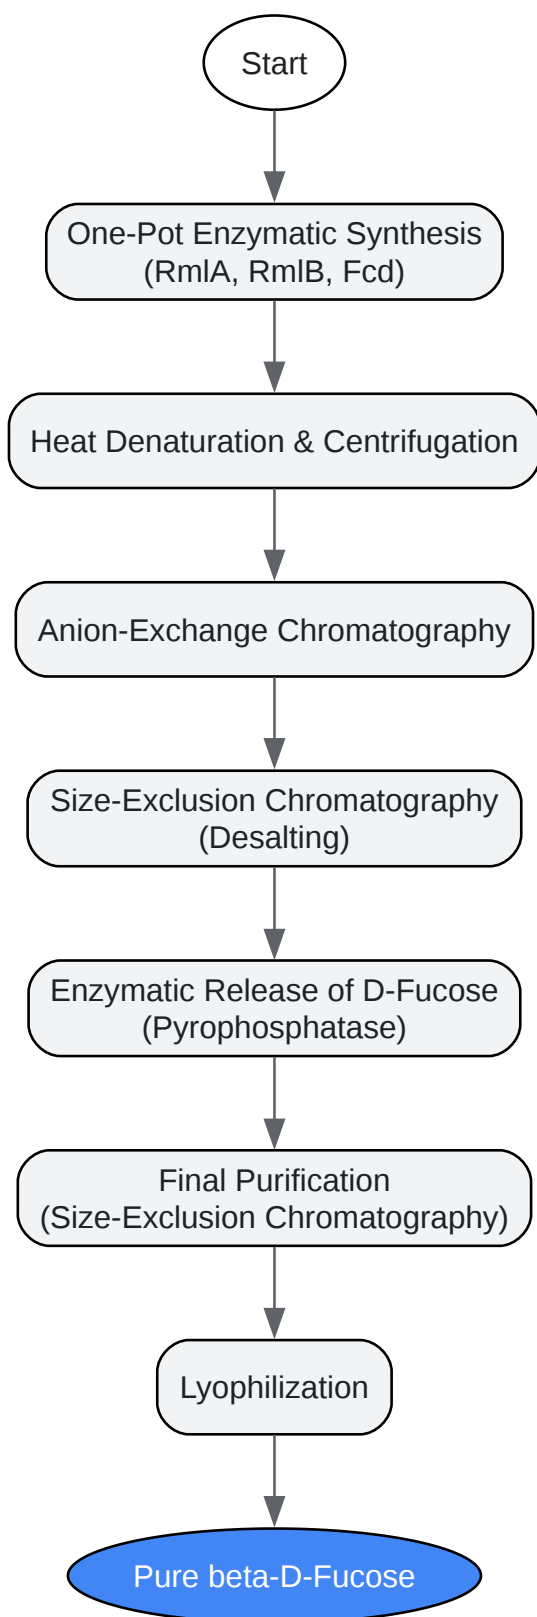 Start
One-Pot Enzymatic Synthesis
(RmlA, RmlB, Fcd)
Heat Denaturation & Centrifugation
Anion-Exchange Chromatography
Size-Exclusion Chromatography
(Desalting)
Enzymatic Release of D-Fucose
(Pyrophosphatase)
Final Purification
(Size-Exclusion Chromatography)
Lyophilization
Pure beta-D-Fucose